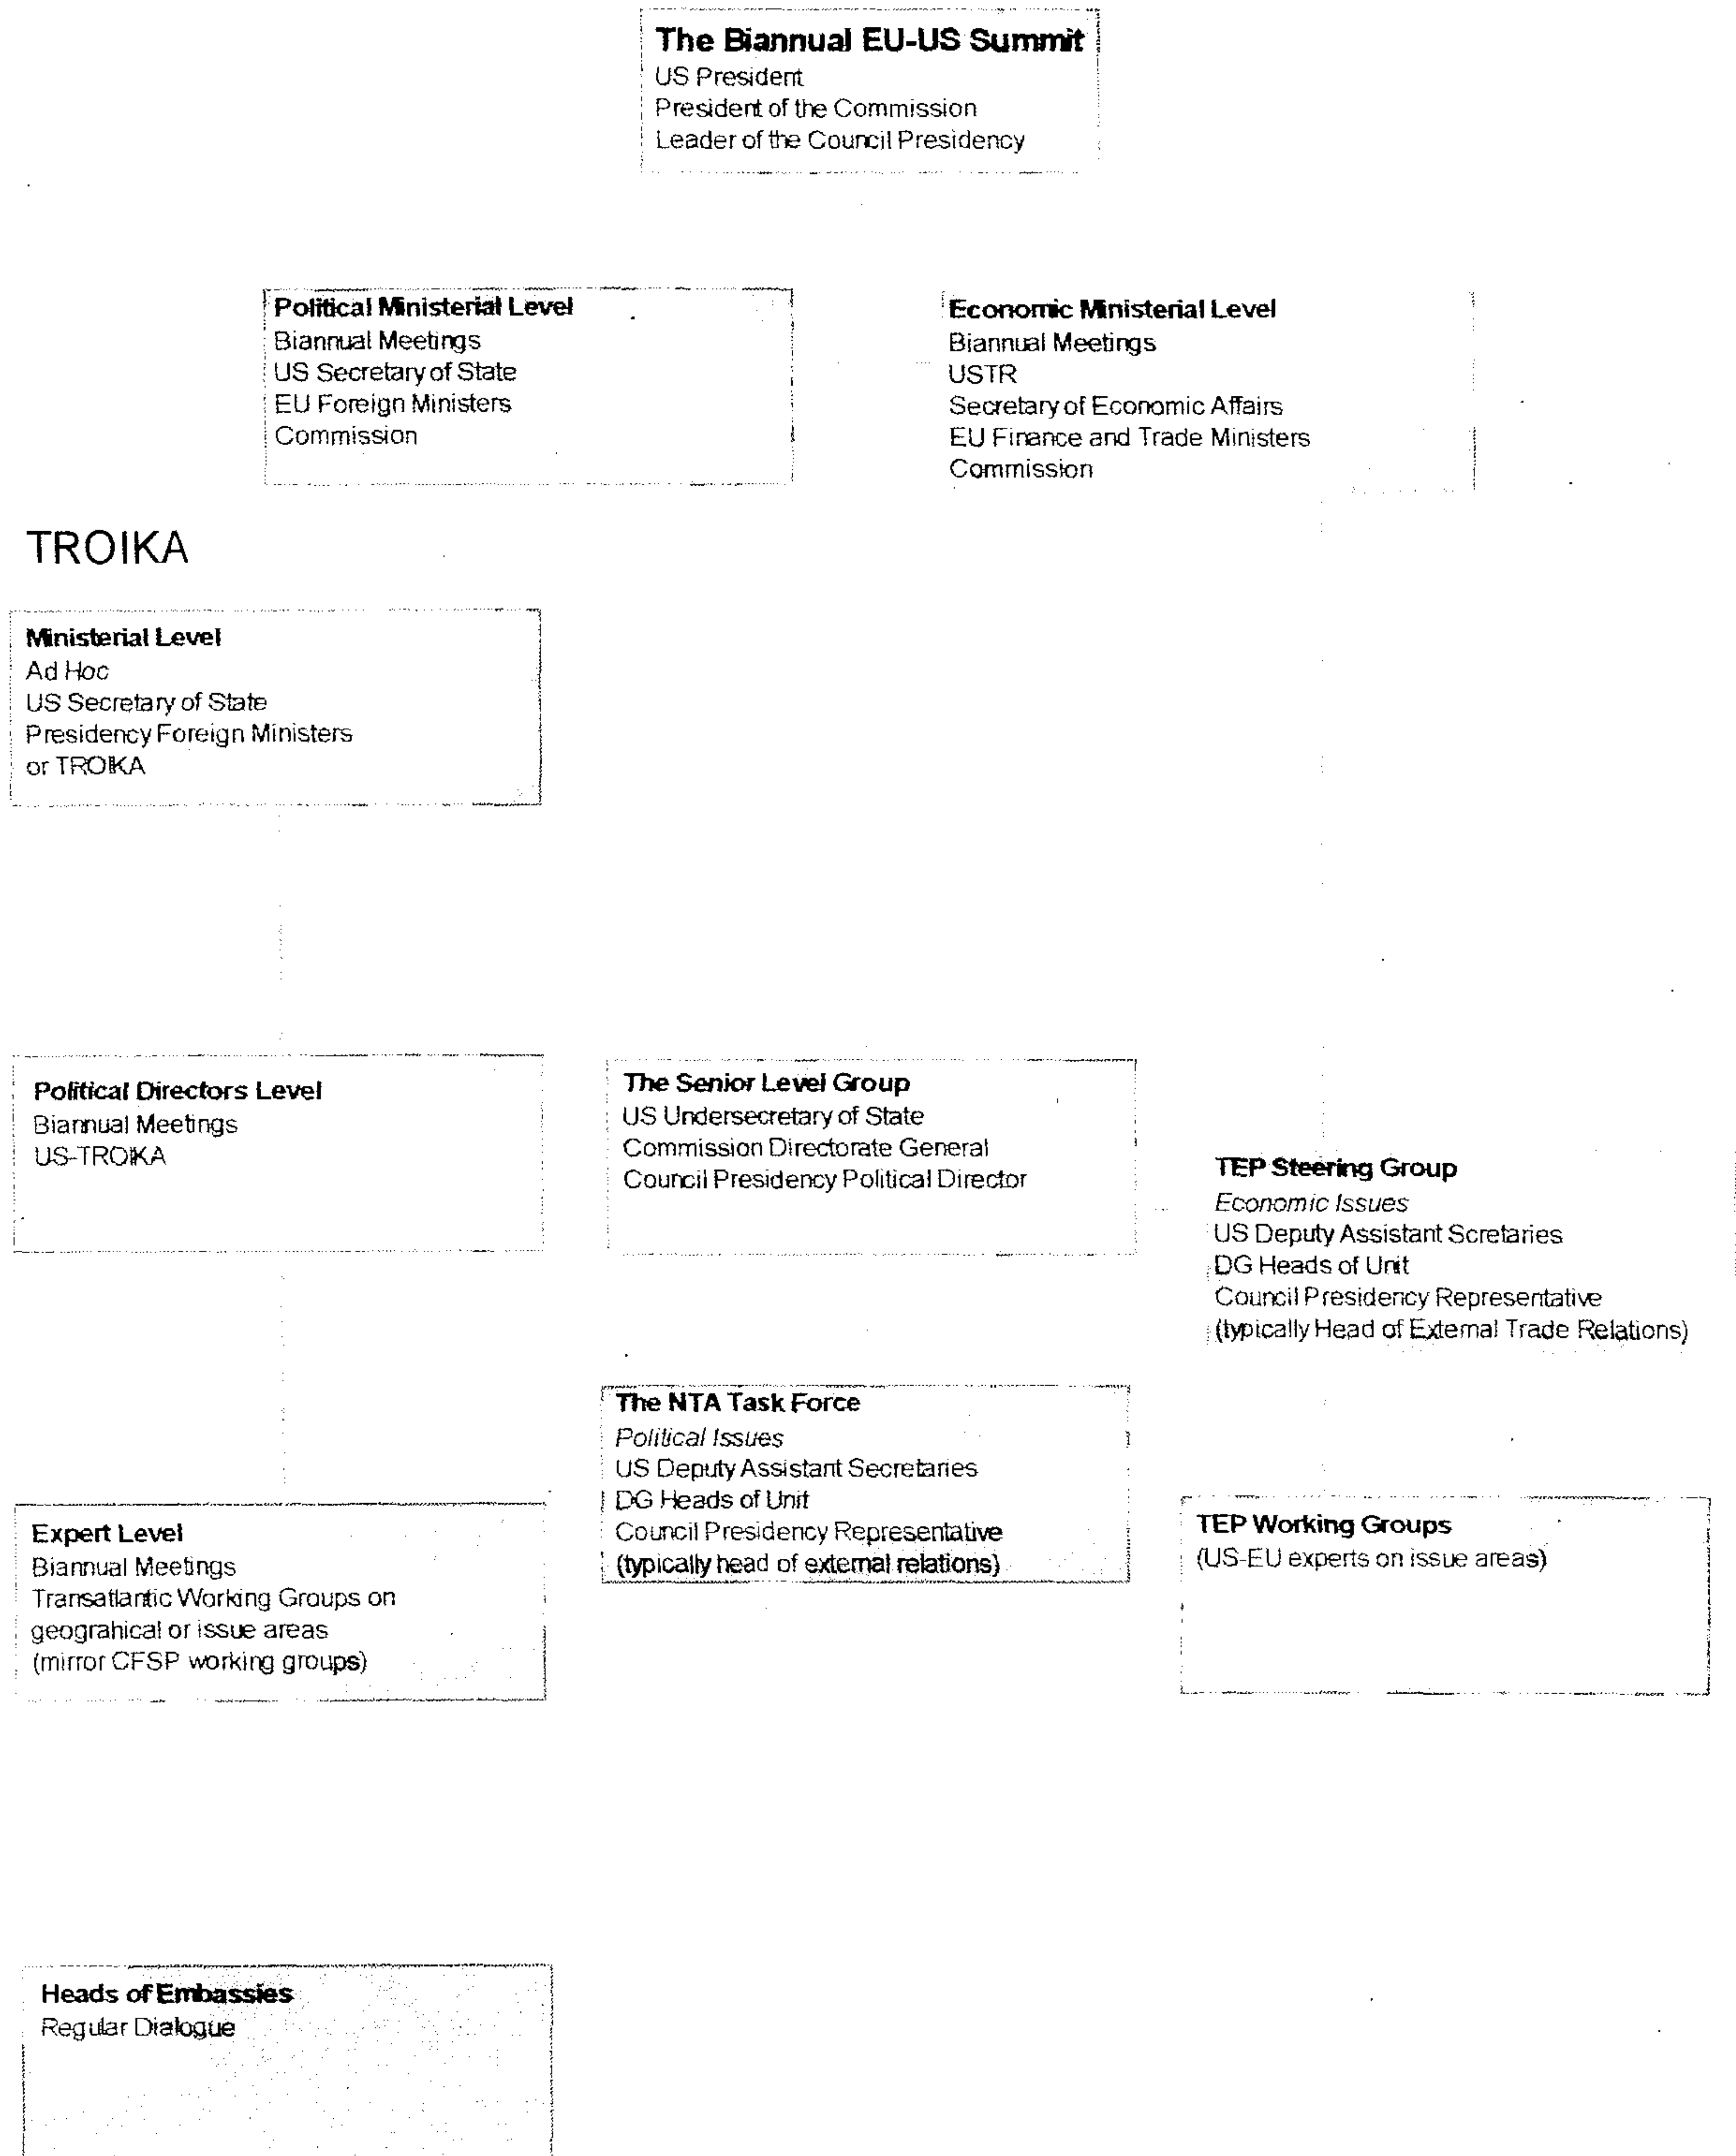 The Biannual EU-US Summit
US President
President of the Commission
Leader of the Council Presidency
Political Ministerial Level
Biannual Meetings
US Secretary of State
EU Foreign Ministers
Commission
Economic Ministerial Level
Biannual Meetings
USTR
Secretary of Economic Affairs
EU Finance and Trade Ministers
Commission
TROIKA
Ministerial Level
Ad Hoc
US Secretary of State
Presidency Foreign Ministers
or TROIKA
Political Directors Level
Biannual Meetings
US-TROIKA
The Senior Level Group
US Undersecretary of State
Commission Directorate General
Council Presidency Political Director
TEP Steering Group
Economic Issues
US Deputy Assistant Scretaries
DG Heads of Unit
Council Presidency Representative
(typically Head of External Trade Relations)
The NTA Task Force
Political Issues
US Deputy Assistant Secretaries
DG Heads of Unit
Council Presidency Representative
(typically head of external relations)
Expert Level
Biannual Meetings
Transatlantic Working Groups on
geograhical or issue areas
(mirror CFSP working groups)
TEP Working Groups
(US-EU experts on issue areas)
Heads of Embassies
Regular Dialogue